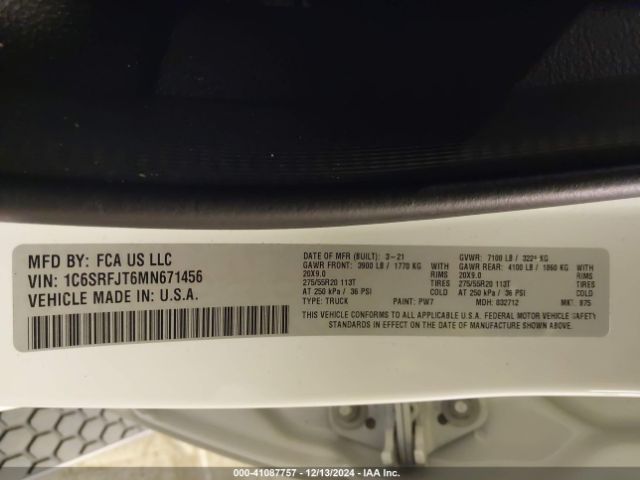 MFD BY: FCA US LLC
VIN: 1C6SRFJT6MN671456
VEHICLE MADE IN: U.S.A.
DATE OF MFR (BUILT): 3-21
GVWR: 7100 LB / KG
GAWR FRONT: 3900 LB / 1770 KG WITH
GAWR REAR: 4100 LB / 1860 KG WITH
20X9.0 RIMS
20X9.0 RIMS
275/55R20 113T TIRES
275/55R20 113T TIRES
AT 250 kPa / 36 PSI COLD
AT 250 kPa / 36 PSI COLD
TYPE: TRUCK PAINT: PW7 MDH: 032712 MKT: 975
THIS VEHICLE CONFORMS TO ALL APPLICABLE U.S.A. FEDERAL MOTOR VEHICLE SAFETY
STANDARDS IN EFFECT ON THE DATE OF MANUFACTURE SHOWN ABOVE.
© - 41087757 - 12/13/2024 - IAA Inc.